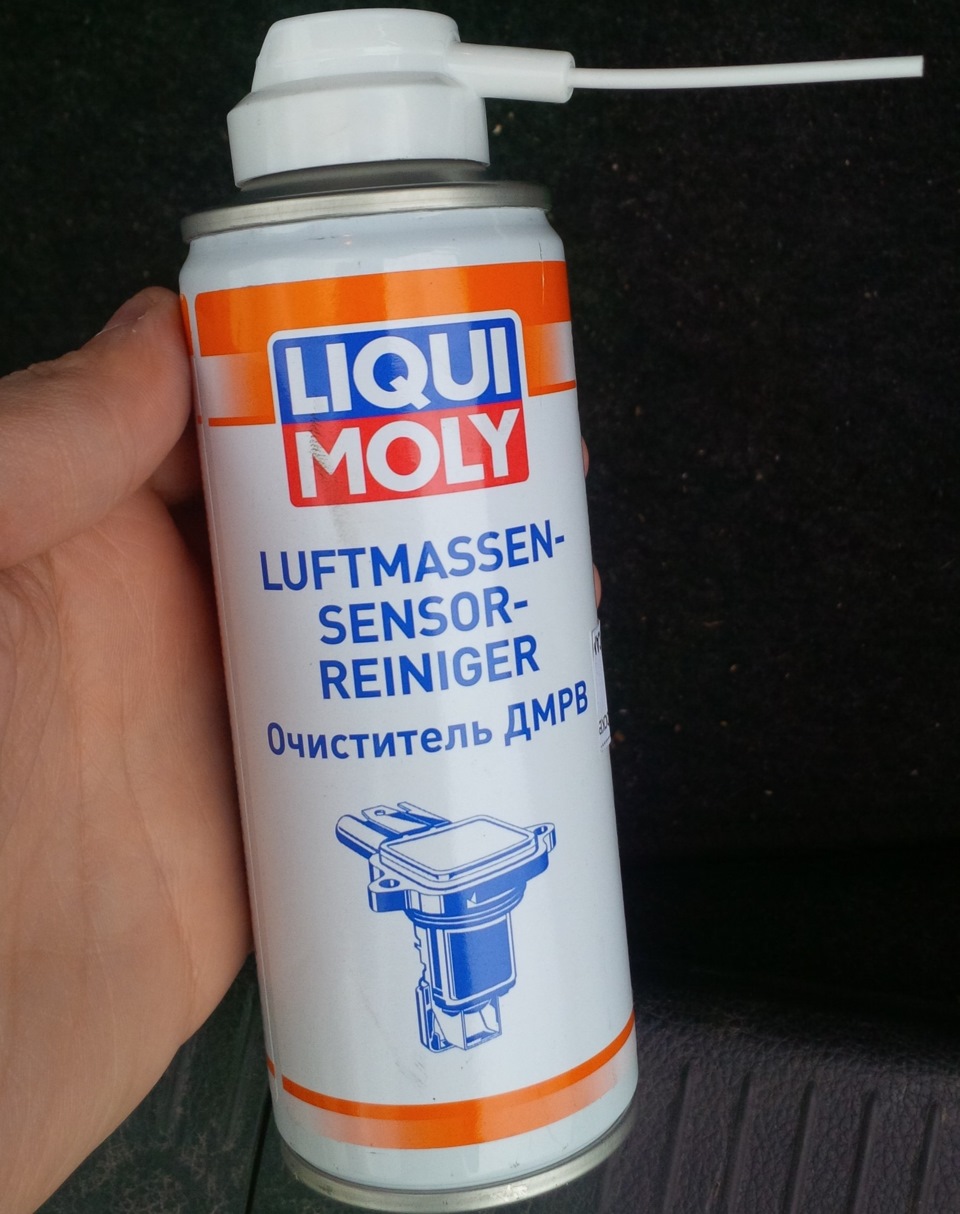 LIQUI
MOLY
LUFTMASSEN-
SENSOR-
REINIGER
Очиститель ДМРВ